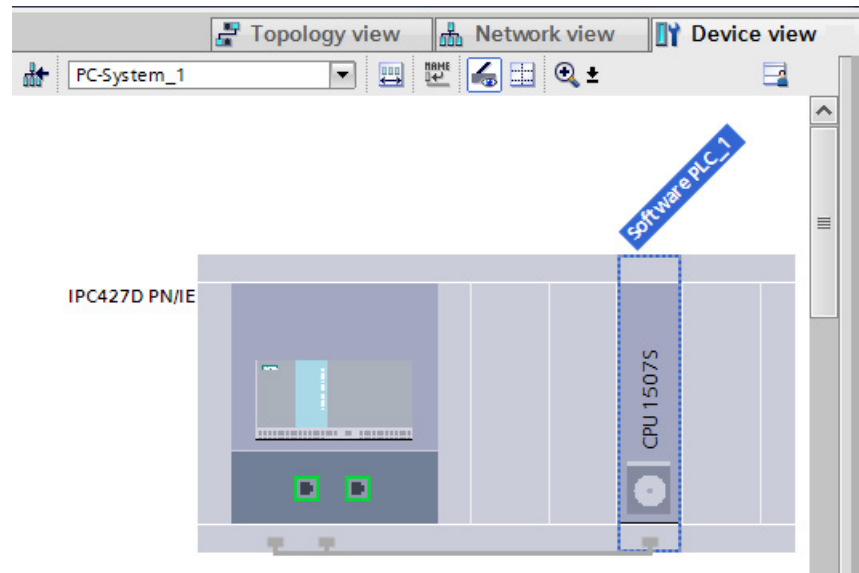 Topology view
Network view
Device view
PC-System_1
NAME
Software PLC_1
IPC427D PN/IE
CPU 1507S